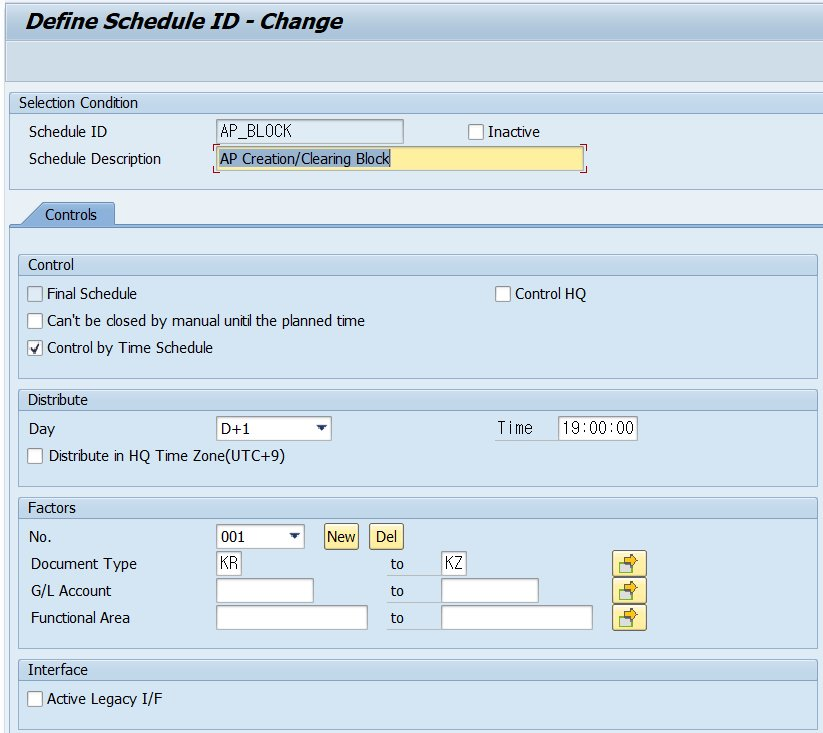 Define Schedule ID - Change
Selection Condition
Schedule ID AP_BLOCK Inactive
Schedule Description AP Creation/Clearing Block
Controls
Control
Final Schedule Control HQ
Can't be closed by manual unitil the planned time
Control by Time Schedule
Distribute
Day D+1 Time 19:00:00
Distribute in HQ Time Zone(UTC+9)
Factors
No. 001 New Del
Document Type KR to KZ
G/L Account to
Functional Area to
Interface
Active Legacy I/F